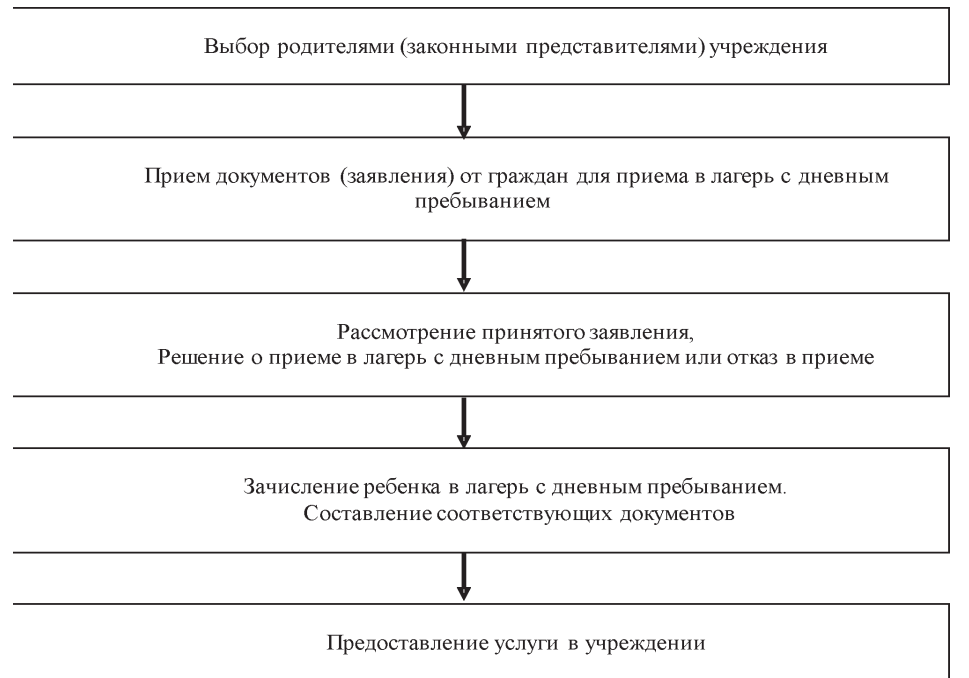 Выбор родителями (законными представителями) учреждения
Прием документов (заявления) от граждан для приема в лагерь с дневным
пребыванием
Рассмотрение принятого заявления,
Решение о приеме в лагерь с дневным пребыванием или отказ в приеме
Зачисление ребенка в лагерь с дневным пребыванием.
Составление соответствующих документов
Предоставление услуги в учреждении